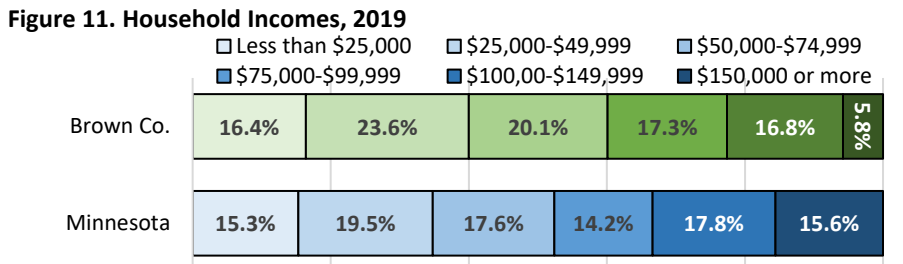 Figure 11. Household Incomes, 2019
Less than $25,000 $25,000-$49,999 $50,000-$74,999
$75,000-$99,999 $100,00-$149,999 $150,000 or more
Brown Co. 16.4% 23.6% 20.1% 17.3% 16.8% 5.8%
Minnesota 15.3% 19.5% 17.6% 14.2% 17.8% 15.6%